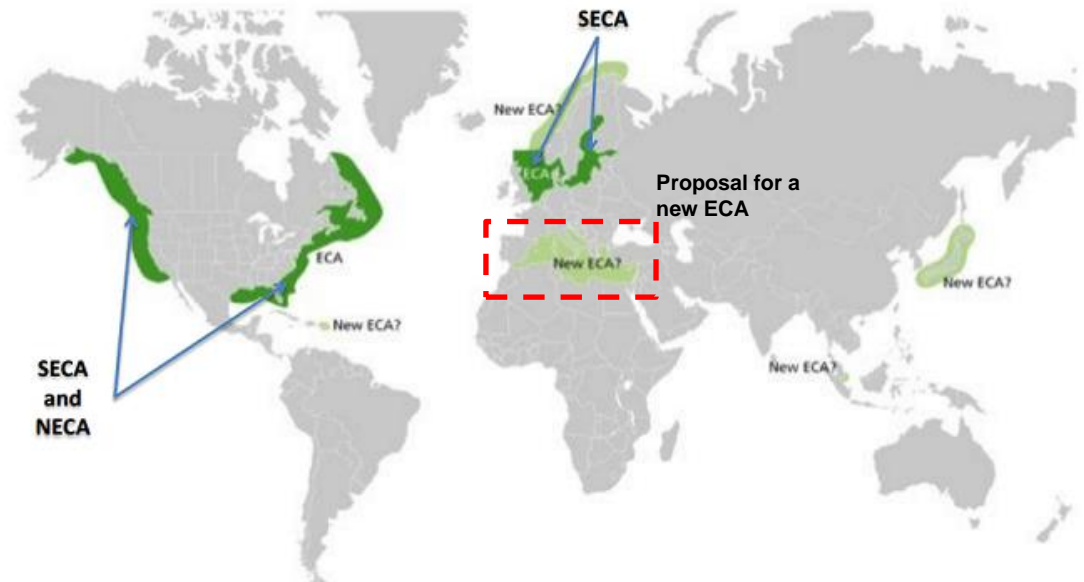 SECA
New ECA?
ECA
Proposal for a
new ECA
New ECA?
ECA
New ECA?
New ECA?
New ECA?
SECA
and
NECA